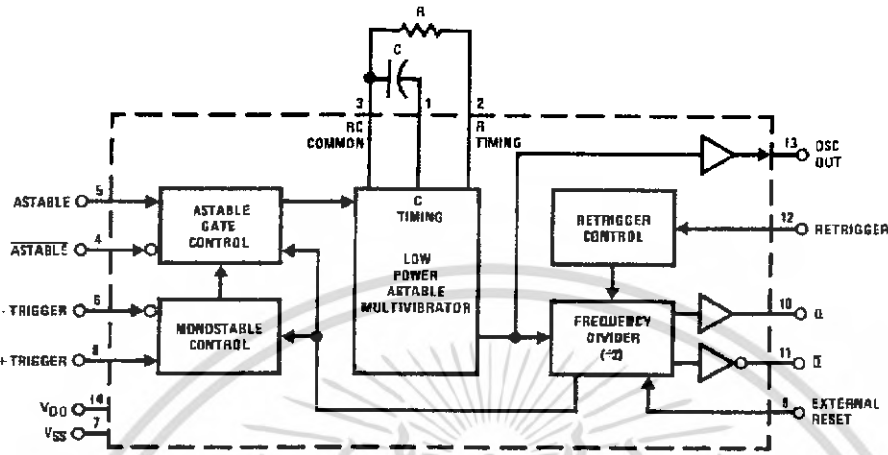 R
C
3
1
2
RC
COMMON
R
TIMING
13
OSC
OUT
ASTABLE
5
ASTABLE
GATE
CONTROL
C
TIMING
LOW
POWER
ASTABLE
MULTIVIBRATOR
RETRIGGER
CONTROL
12
RETRIGGER
ASTABLE
4
- TRIGGER
6
MONOSTABLE
CONTROL
FREQUENCY
DIVIDER
(÷2)
10
Q
+ TRIGGER
8
11
Q
VDD
14
VSS
7
9
EXTERNAL
RESET